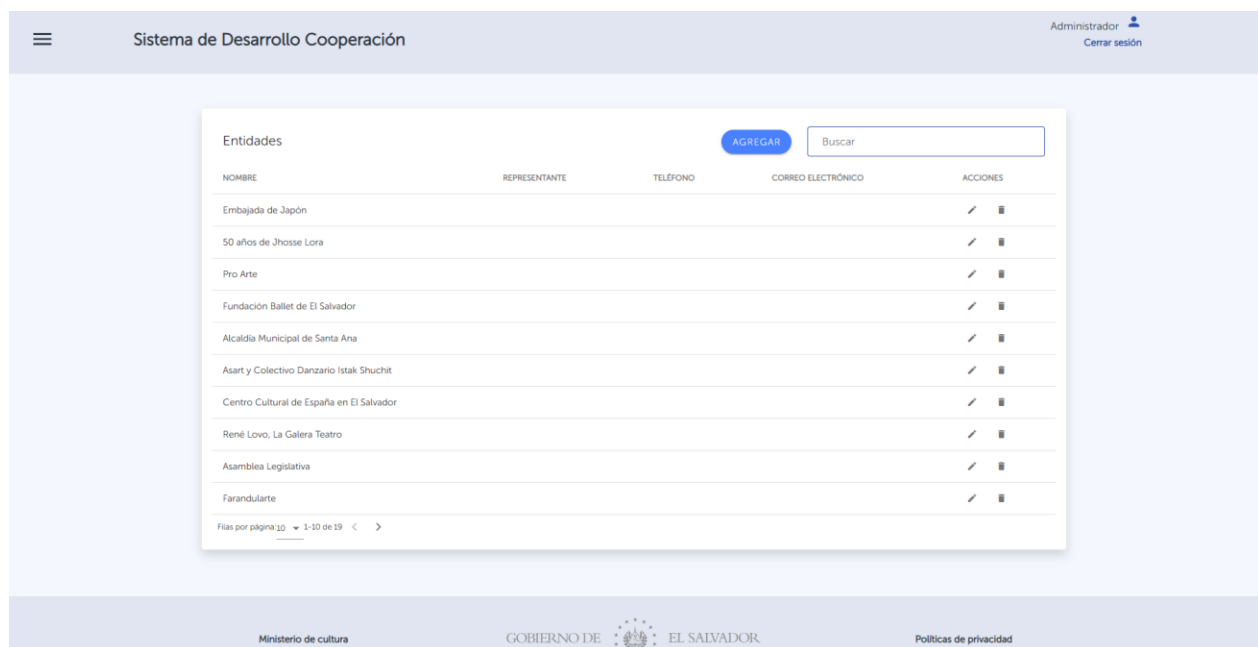 Administrador
Sistema de Desarrollo Cooperación
Cerrar sesión
Entidades
AGREGAR
Buscar
NOMBRE REPRESENTANTE TELÉFONO CORREO ELECTRÓNICO ACCIONES
Embajada de Japón
50 años de Jhosse Lora
Pro Arte
Fundación Ballet de El Salvador
Alcaldía Municipal de Santa Ana
Asart y Colectivo Danzario Istak Shuchit
Centro Cultural de España en El Salvador
René Lovo, La Galera Teatro
Asamblea Legislativa
Farandularte
Filas por página: 10 1-10 de 19
Ministerio de cultura GOBIERNO DE EL SALVADOR Políticas de privacidad